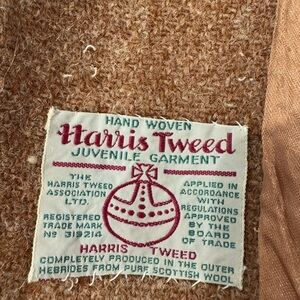 HAND WOVEN
Harris Tweed
JUVENILE GARMENT
THE
HARRIS TWEED
ASSOCIATION
LTD.
REGISTERED
TRADE MARK
Nº 319214
APPLIED IN
ACCORDANCE
WITH
REGULATIONS
APPROVED
BY THE
BOARD
OF TRADE
HARRIS TWEED
COMPLETELY PRODUCED IN THE OUTER
HEBRIDES FROM PURE SCOTTISH WOOL